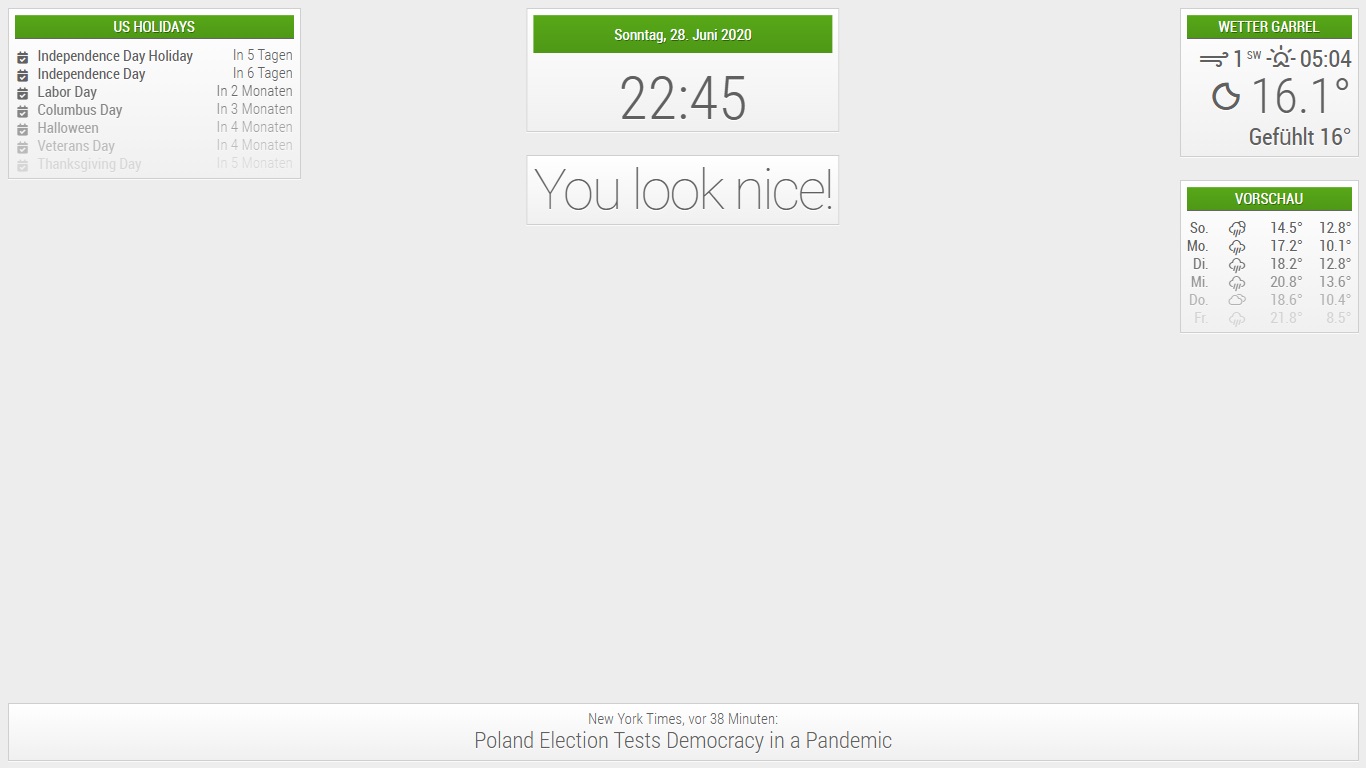 US HOLIDAYS
Independence Day Holiday In 5 Tagen
Independence Day In 6 Tagen
Labor Day In 2 Monaten
Columbus Day In 3 Monaten
Halloween In 4 Monaten
Veterans Day In 4 Monaten
Thanksgiving Day In 5 Monaten
Sonntag, 28. Juni 2020
22:45
You look nice!
WETTER GARREL
1 SW 05:04
16.1°
Gefühlt 16°
VORSCHAU
So. 14.5° 12.8°
Mo. 17.2° 10.1°
Di. 18.2° 12.8°
Mi. 20.8° 13.6°
Do. 18.6° 10.4°
Fr. 21.8° 8.5°
New York Times, vor 38 Minuten:
Poland Election Tests Democracy in a Pandemic